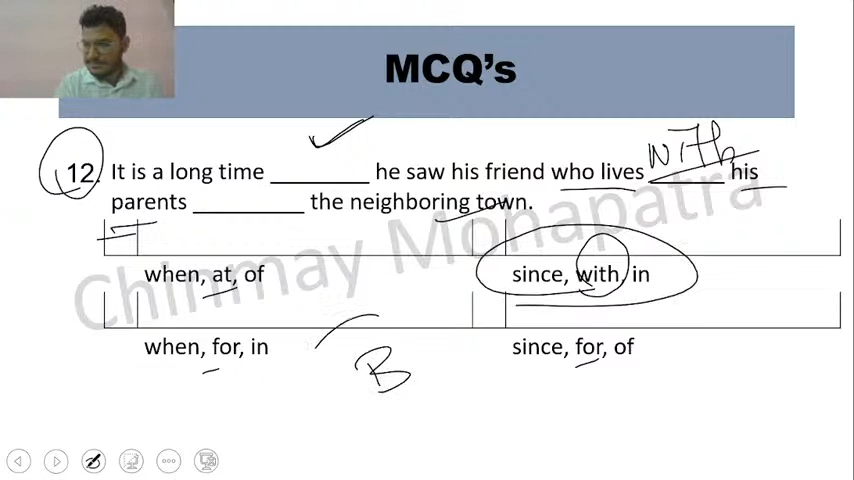 MCQ's
with
12. It is a long time ________ he saw his friend who lives ________ his
parents ________ the neighboring town.
when, at, of
since, with, in
when, for, in
since, for, of
B
Chinmay Mohapatra